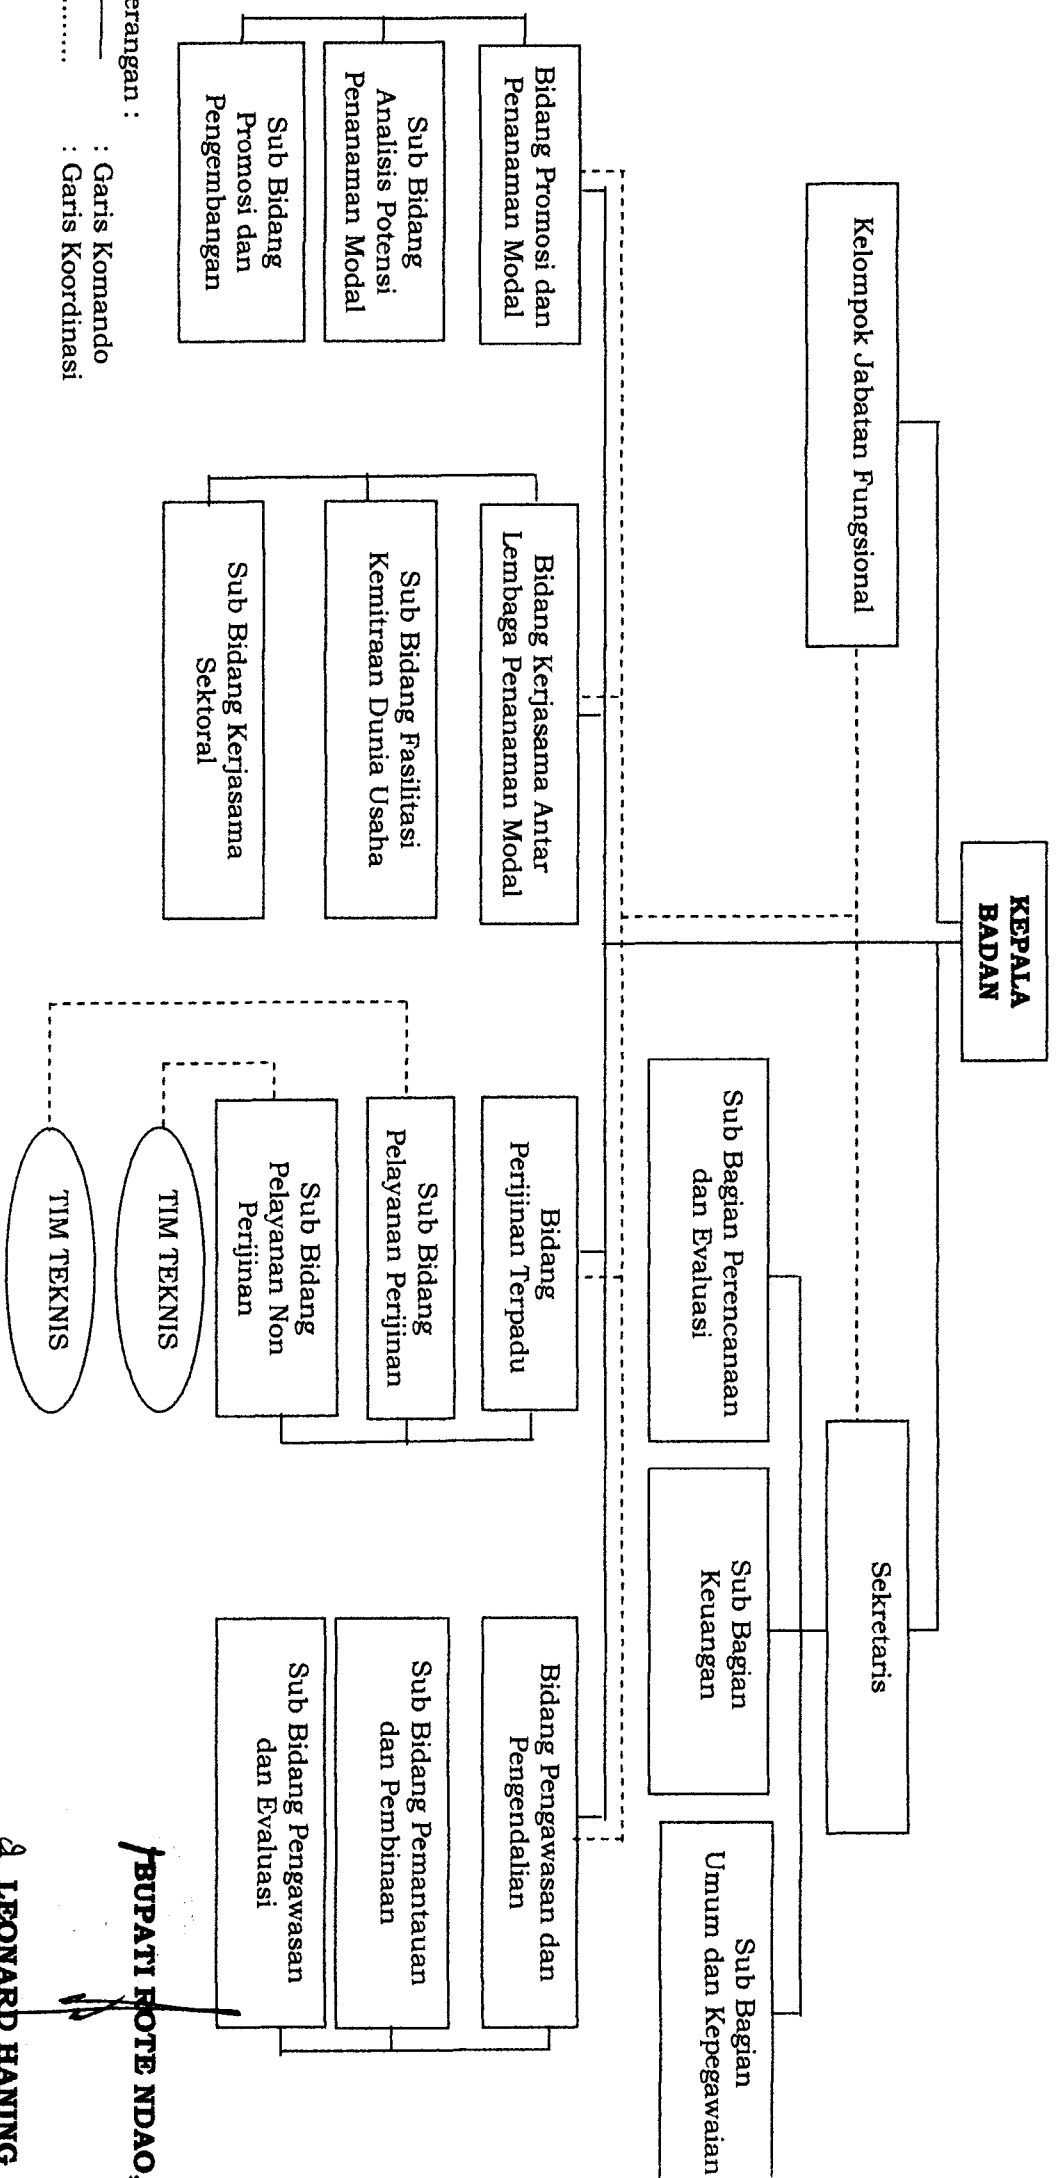 KEPALA
BADAN
Kelompok Jabatan Fungsional
Sekretaris
Sub Bagian Perencanaan
dan Evaluasi
Sub Bagian
Keuangan
Sub Bagian
Umum dan Kepegawaian
Bidang Promosi dan
Penanaman Modal
Sub Bidang
Analisis Potensi
Penanaman Modal
Sub Bidang
Promosi dan
Pengembangan
Bidang Kerjasama Antar
Lembaga Penanaman Modal
Sub Bidang Fasilitasi
Kemitraan Dunia Usaha
Sub Bidang Kerjasama
Sektoral
Bidang
Perijinan Terpadu
Sub Bidang
Pelayanan Perijinan
Sub Bidang
Pelayanan Non
Perijinan
TIM TEKNIS
TIM TEKNIS
Bidang Pengawasan dan
Pengendalian
Sub Bidang Pemantauan
dan Pembinaan
Sub Bidang Pengawasan
dan Evaluasi
erangan :
: Garis Komando
........ : Garis Koordinasi
BUPATI ROTE NDAO,
LEONARD HANING